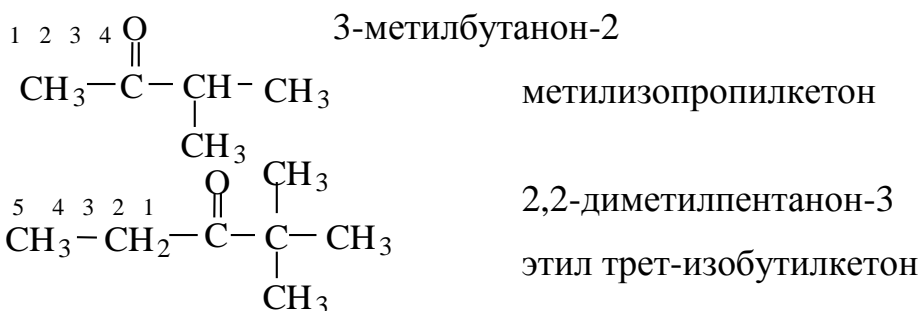 1 2 3 4 O 3-метилбутанон-2
CH3—C—CH—CH3 метилизопропилкетон
CH3
O CH3
5 4 3 2 1 2,2-диметилпентанон-3
CH3—CH2—C—C—CH3
этил трет-изобутилкетон
CH3